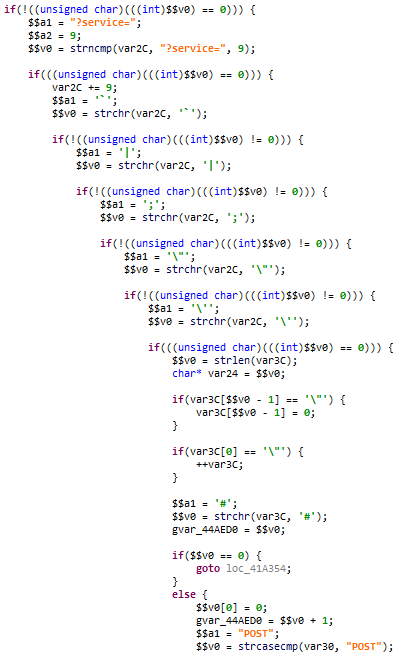 if(!((unsigned char)(((int)$$v0) == 0))) {
$$a1 = "?service=";
$$a2 = 9;
$$v0 = strncmp(var2C, "?service=", 9);
if(((unsigned char)(((int)$$v0) == 0))) {
var2C += 9;
$$a1 = '`';
$$v0 = strchr(var2C, '`');
if(!((unsigned char)(((int)$$v0) != 0))) {
$$a1 = '|';
$$v0 = strchr(var2C, '|');
if(!((unsigned char)(((int)$$v0) != 0))) {
$$a1 = ';';
$$v0 = strchr(var2C, ';');
if(!((unsigned char)(((int)$$v0) != 0))) {
$$a1 = '\"';
$$v0 = strchr(var2C, '\"');
if(!((unsigned char)(((int)$$v0) != 0))) {
$$a1 = '\'';
$$v0 = strchr(var2C, '\'');
if(((unsigned char)(((int)$$v0) == 0))) {
$$v0 = strlen(var3C);
char* var24 = $$v0;
if(var3C[$$v0 - 1] == '\"') {
var3C[$$v0 - 1] = 0;
}
if(var3C[0] == '\"') {
++var3C;
}
$$a1 = '#';
$$v0 = strchr(var3C, '#');
gvar_44AED0 = $$v0;
if($$v0 == 0) {
goto loc_41A354;
}
else {
$$v0[0] = 0;
gvar_44AED0 = $$v0 + 1;
$$a1 = "POST";
$$v0 = strcasecmp(var30, "POST");